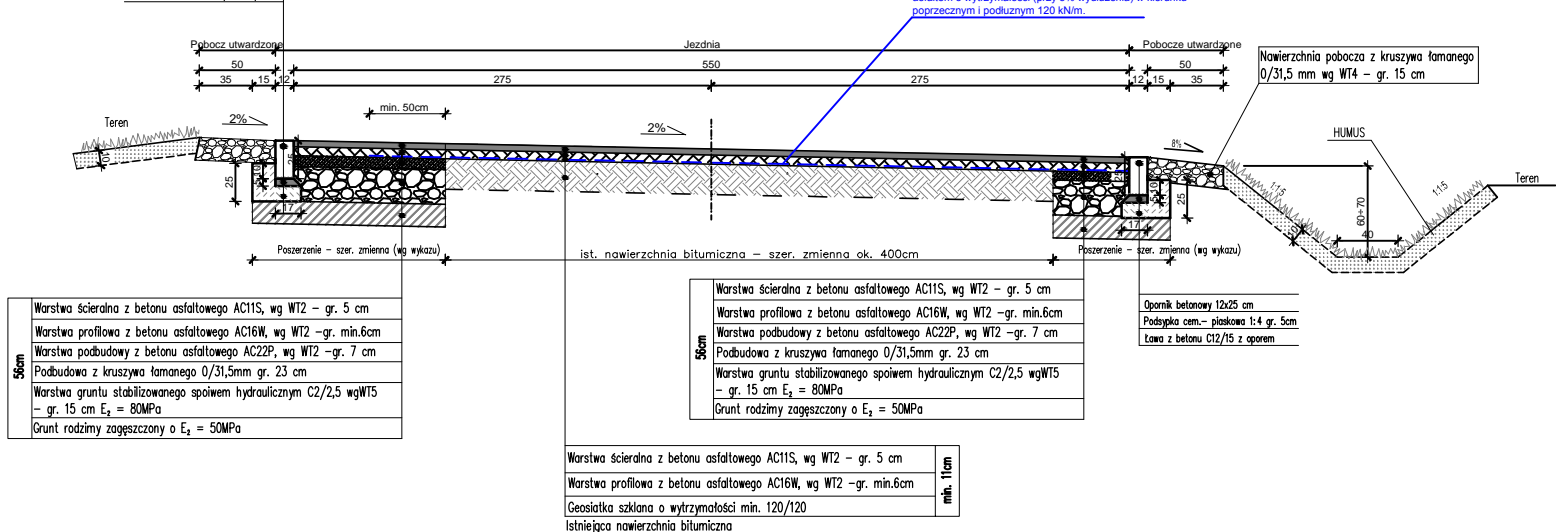 poprzecznym i podłużnym 120 kN/m.
Pobocz utwardzone
Jezdnia
Pobocze utwardzone
50
550
50
35
15
12
275
275
12
15
35
Nawierzchnia pobocza z kruszywa łamanego
0/31,5 mm wg WT4 – gr. 15 cm
min. 50cm
Teren
2%
2%
8%
HUMUS
Teren
10
25
25
17
17
25
1:1.5
1:1.5
60÷70
40
Poszerzenie – szer. zmienna (wg wykazu)
ist. nawierzchnia bitumiczna – szer. zmienna ok. 400cm
Poszerzenie – szer. zmienna (wg wykazu)
56cm
Warstwa ścieralna z betonu asfaltowego AC11S, wg WT2 – gr. 5 cm
Warstwa profilowa z betonu asfaltowego AC16W, wg WT2 –gr. min.6cm
Warstwa podbudowy z betonu asfaltowego AC22P, wg WT2 –gr. 7 cm
Podbudowa z kruszywa łamanego 0/31,5mm gr. 23 cm
Warstwa gruntu stabilizowanego spoiwem hydraulicznym C2/2,5 wgWT5
– gr. 15 cm E₂ = 80MPa
Grunt rodzimy zagęszczony o E₂ = 50MPa
56cm
Warstwa ścieralna z betonu asfaltowego AC11S, wg WT2 – gr. 5 cm
Warstwa profilowa z betonu asfaltowego AC16W, wg WT2 –gr. min.6cm
Warstwa podbudowy z betonu asfaltowego AC22P, wg WT2 –gr. 7 cm
Podbudowa z kruszywa łamanego 0/31,5mm gr. 23 cm
Warstwa gruntu stabilizowanego spoiwem hydraulicznym C2/2,5 wgWT5
– gr. 15 cm E₂ = 80MPa
Grunt rodzimy zagęszczony o E₂ = 50MPa
Opornik betonowy 12x25 cm
Podsypka cem.– piaskowa 1:4 gr. 5cm
Ława z betonu C12/15 z oporem
Warstwa ścieralna z betonu asfaltowego AC11S, wg WT2 – gr. 5 cm
Warstwa profilowa z betonu asfaltowego AC16W, wg WT2 –gr. min.6cm
Geosiatka szklana o wytrzymałości min. 120/120
Istniejąca nawierzchnia bitumiczna
min. 11cm